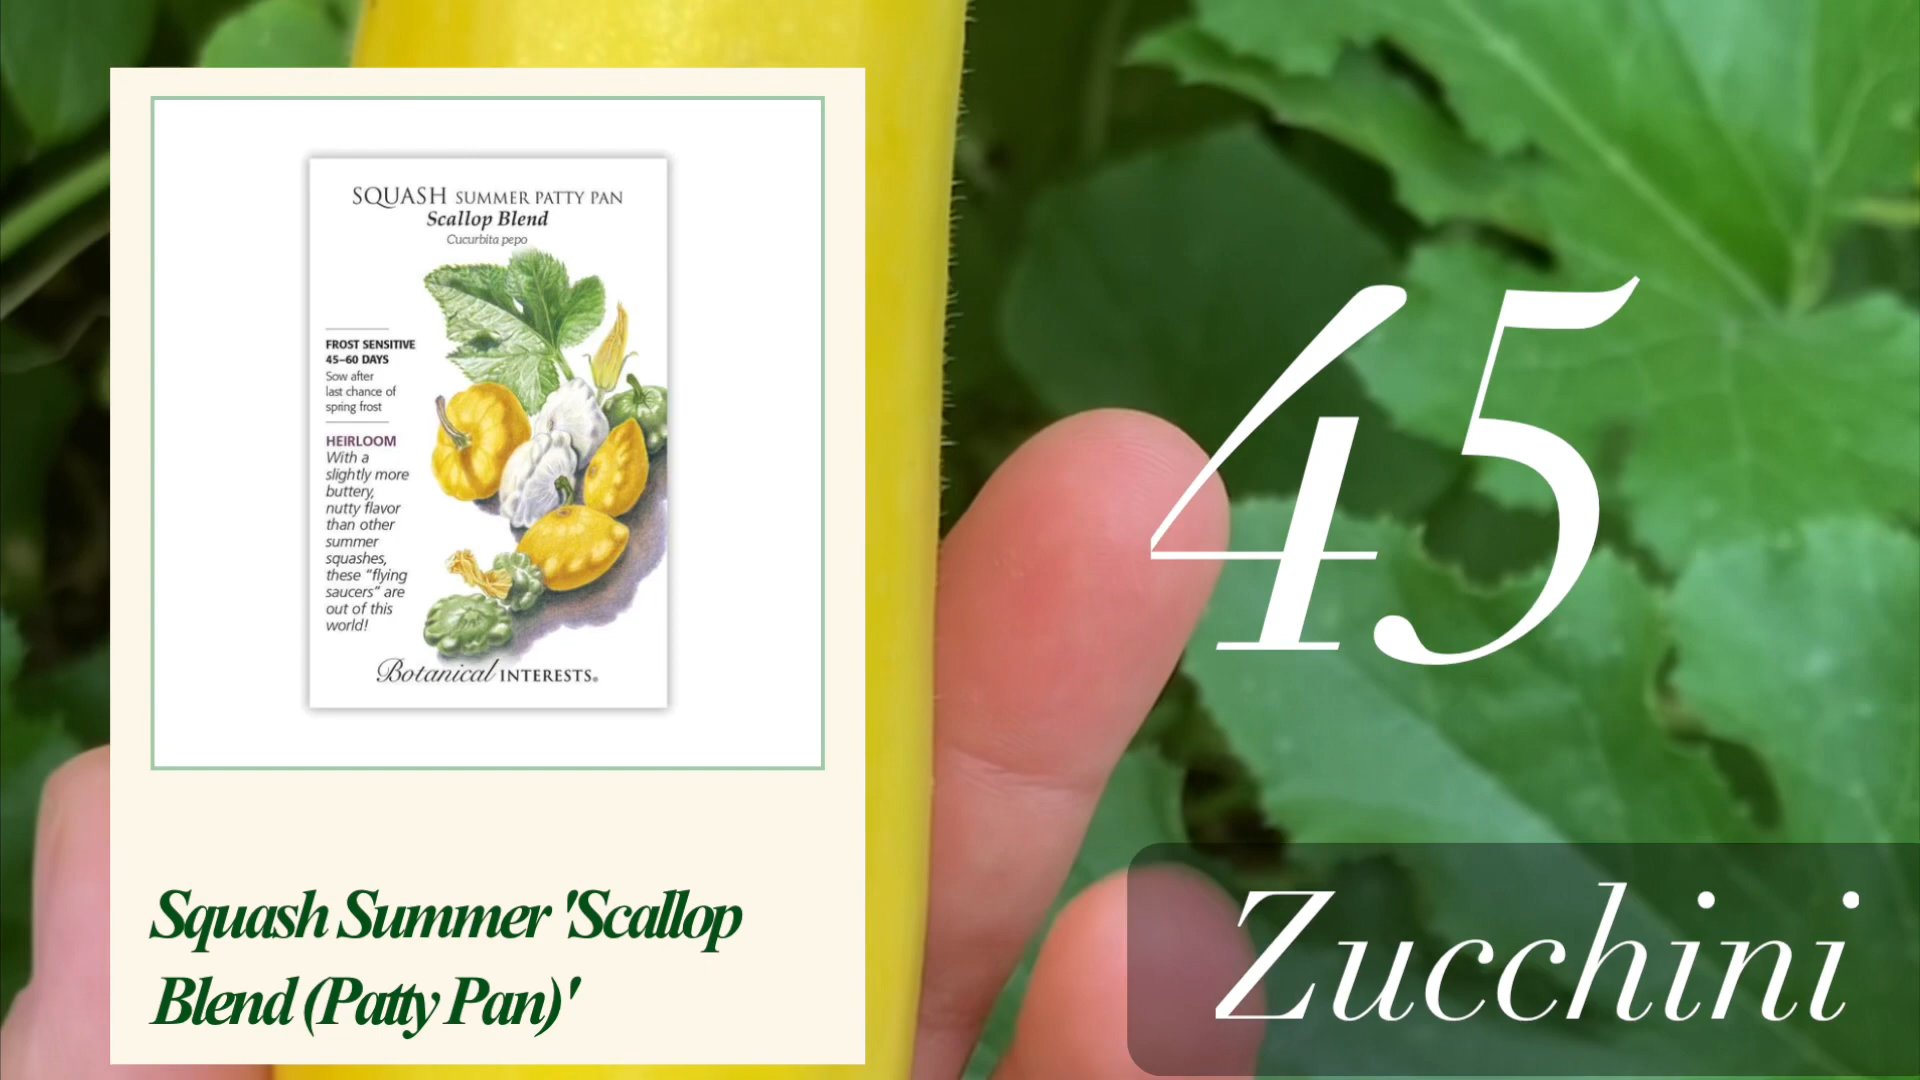 SQUASH SUMMER PATTY PAN
Scallop Blend
Cucurbita pepo
FROST SENSITIVE
45–60 DAYS
Sow after
last chance of
spring frost
HEIRLOOM
With a
slightly more
buttery,
nutty flavor
than other
summer
squashes,
these “flying
saucers” are
out of this
world!
Botanical INTERESTS®
Squash Summer 'Scallop
Blend (Patty Pan)'
45
Zucchini